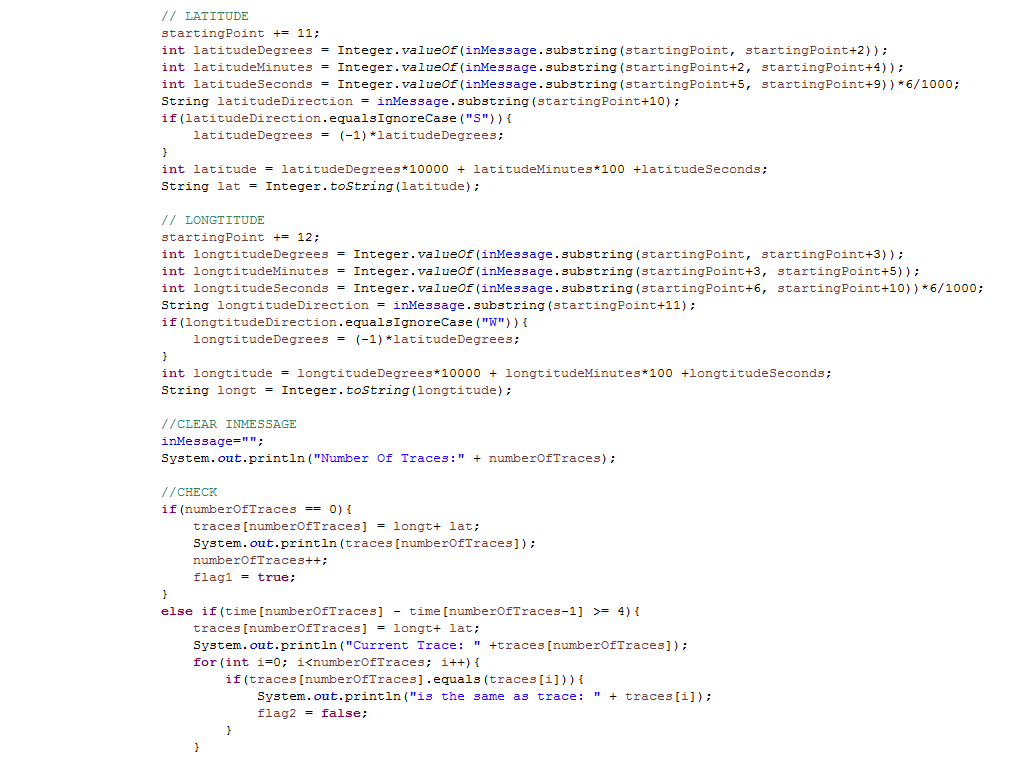 // LATITUDE
startingPoint += 11;
int latitudeDegrees = Integer.valueOf(inMessage.substring(startingPoint, startingPoint+2));
int latitudeMinutes = Integer.valueOf(inMessage.substring(startingPoint+2, startingPoint+4));
int latitudeSeconds = Integer.valueOf(inMessage.substring(startingPoint+5, startingPoint+9))*6/1000;
String latitudeDirection = inMessage.substring(startingPoint+10);
if(latitudeDirection.equalsIgnoreCase("S")){
    latitudeDegrees = (-1)*latitudeDegrees;
}
int latitude = latitudeDegrees*10000 + latitudeMinutes*100 +latitudeSeconds;
String lat = Integer.toString(latitude);

// LONGTITUDE
startingPoint += 12;
int longtitudeDegrees = Integer.valueOf(inMessage.substring(startingPoint, startingPoint+3));
int longtitudeMinutes = Integer.valueOf(inMessage.substring(startingPoint+3, startingPoint+5));
int longtitudeSeconds = Integer.valueOf(inMessage.substring(startingPoint+6, startingPoint+10))*6/1000;
String longtitudeDirection = inMessage.substring(startingPoint+11);
if(longtitudeDirection.equalsIgnoreCase("W")){
    longtitudeDegrees = (-1)*latitudeDegrees;
}
int longtitude = longtitudeDegrees*10000 + longtitudeMinutes*100 +longtitudeSeconds;
String longt = Integer.toString(longtitude);

//CLEAR INMESSAGE
inMessage="";
System.out.println("Number Of Traces:" + numberOfTraces);

//CHECK
if(numberOfTraces == 0){
    traces[numberOfTraces] = longt+ lat;
    System.out.println(traces[numberOfTraces]);
    numberOfTraces++;
    flag1 = true;
}
else if(time[numberOfTraces] - time[numberOfTraces-1] >= 4){
    traces[numberOfTraces] = longt+ lat;
    System.out.println("Current Trace: " +traces[numberOfTraces]);
    for(int i=0; i<numberOfTraces; i++){
        if(traces[numberOfTraces].equals(traces[i])){
            System.out.println("is the same as trace: " + traces[i]);
            flag2 = false;
        }
    }